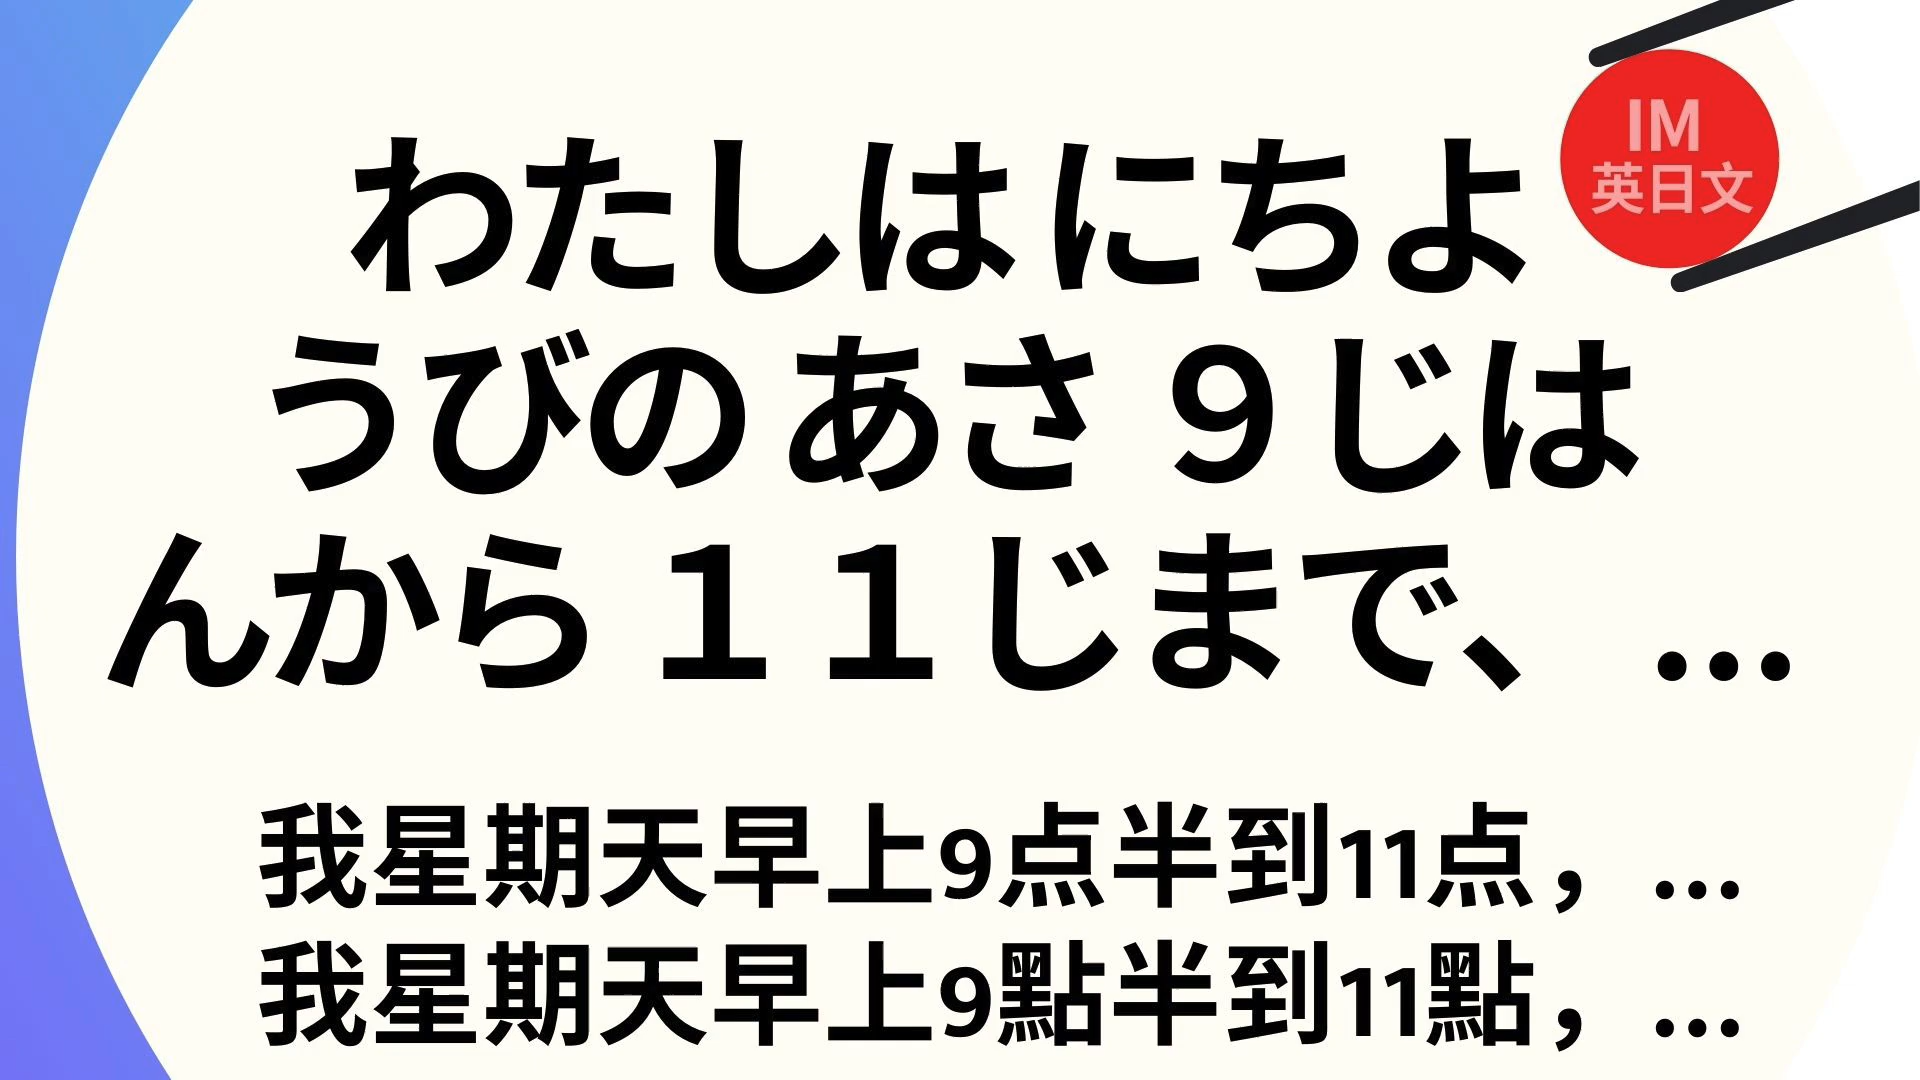 IM
英日文
わたしは にちよ
うびの あさ ９じは
んから １１じまで、 ...
我星期天早上9点半到11点，...
我星期天早上9點半到11點，...